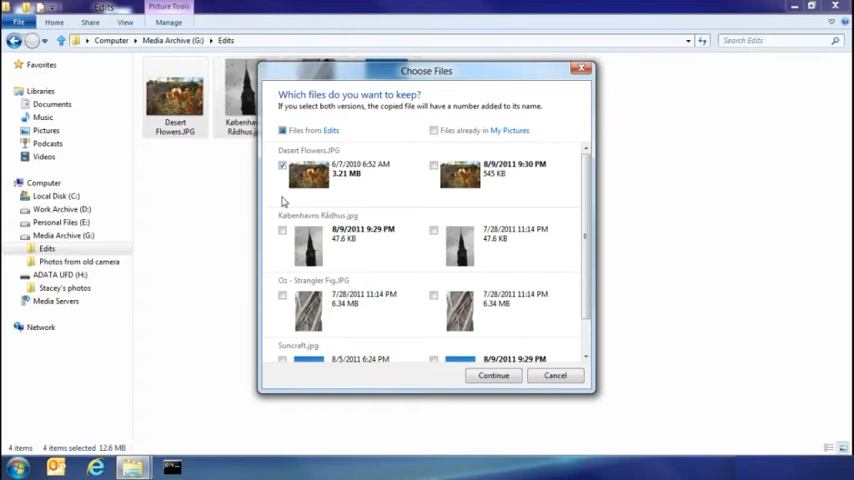 Edits
Picture Tools
File
Home
Share
View
Manage
Computer
Media Archive (G:)
Edits
Search Edits
Favorites
Libraries
Documents
Music
Pictures
Podcasts
Videos
Computer
Local Disk (C:)
Work Archive (D:)
Personal Files (E:)
Media Archive (G:)
Edits
Photos from old camera
ADATA UFD (H:)
Stacey's photos
Media Servers
Network
Desert
Flowers.JPG
Københav
Rådhus.jp
Choose Files
Which files do you want to keep?
If you select both versions, the copied file will have a number added to its name.
Files from Edits
Files already in My Pictures
Desert Flowers.JPG
6/7/2010 6:52 AM
3.21 MB
8/9/2011 9:30 PM
545 KB
Københavns Rådhus.jpg
8/9/2011 9:29 PM
47.6 KB
7/28/2011 11:14 PM
47.6 KB
Oz - Strangler Fig.JPG
7/28/2011 11:14 PM
6.34 MB
7/28/2011 11:14 PM
6.34 MB
Suncraft.jpg
8/5/2011 6:24 PM
8/9/2011 9:29 PM
Continue
Cancel
4 items
4 items selected 12.6 MB